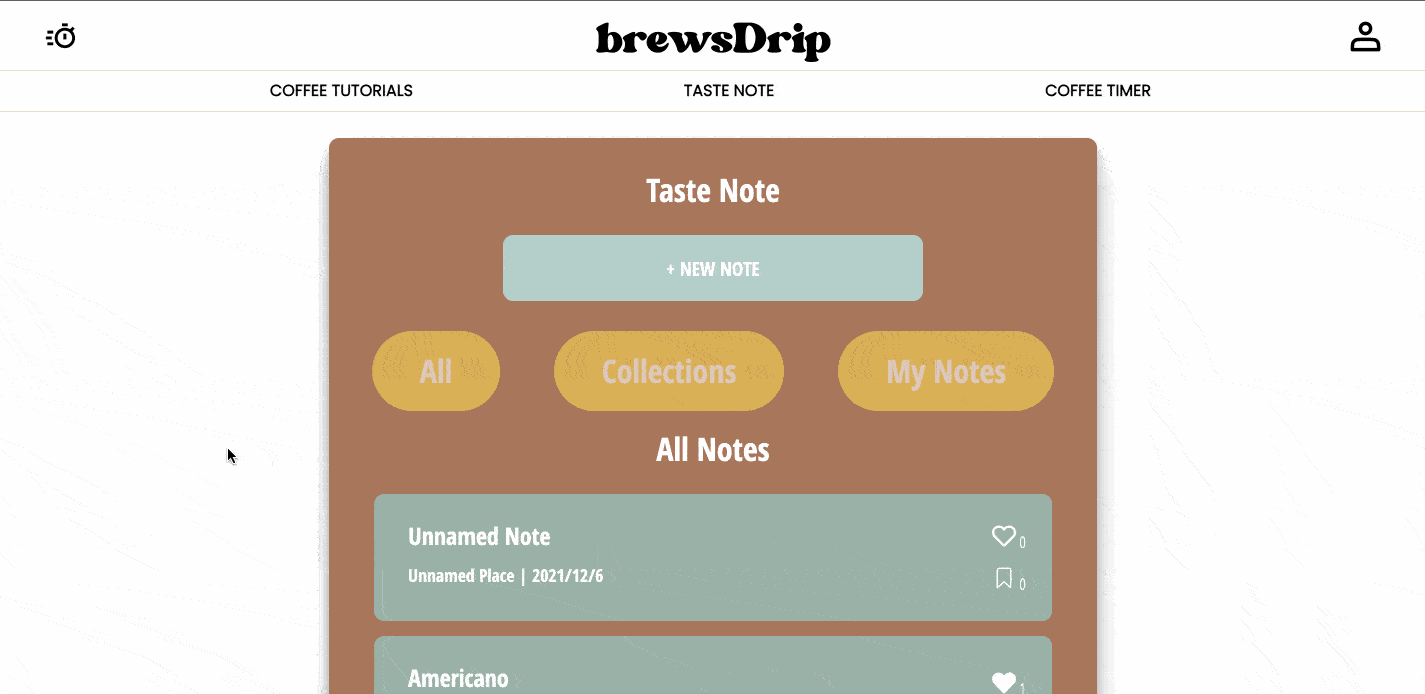 brewsDrip
COFFEE TUTORIALS
TASTE NOTE
COFFEE TIMER
Taste Note
+ NEW NOTE
All
Collections
My Notes
All Notes
Unnamed Note
0
Unnamed Place | 2021/12/6
0
Americano
1